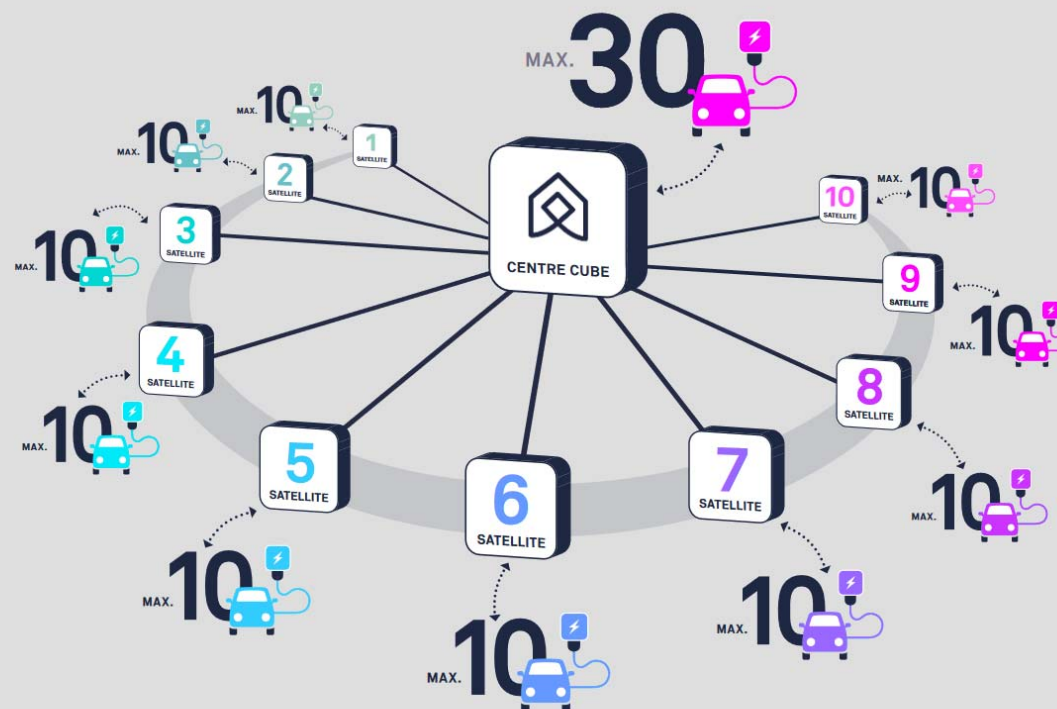 MAX. 30
CENTRE CUBE
MAX. 10
1
SATELLITE
MAX. 10
2
SATELLITE
MAX. 10
3
SATELLITE
MAX. 10
4
SATELLITE
MAX. 10
5
SATELLITE
MAX. 10
6
SATELLITE
MAX. 10
7
SATELLITE
MAX. 10
8
SATELLITE
MAX. 10
9
SATELLITE
MAX. 10
10
SATELLITE